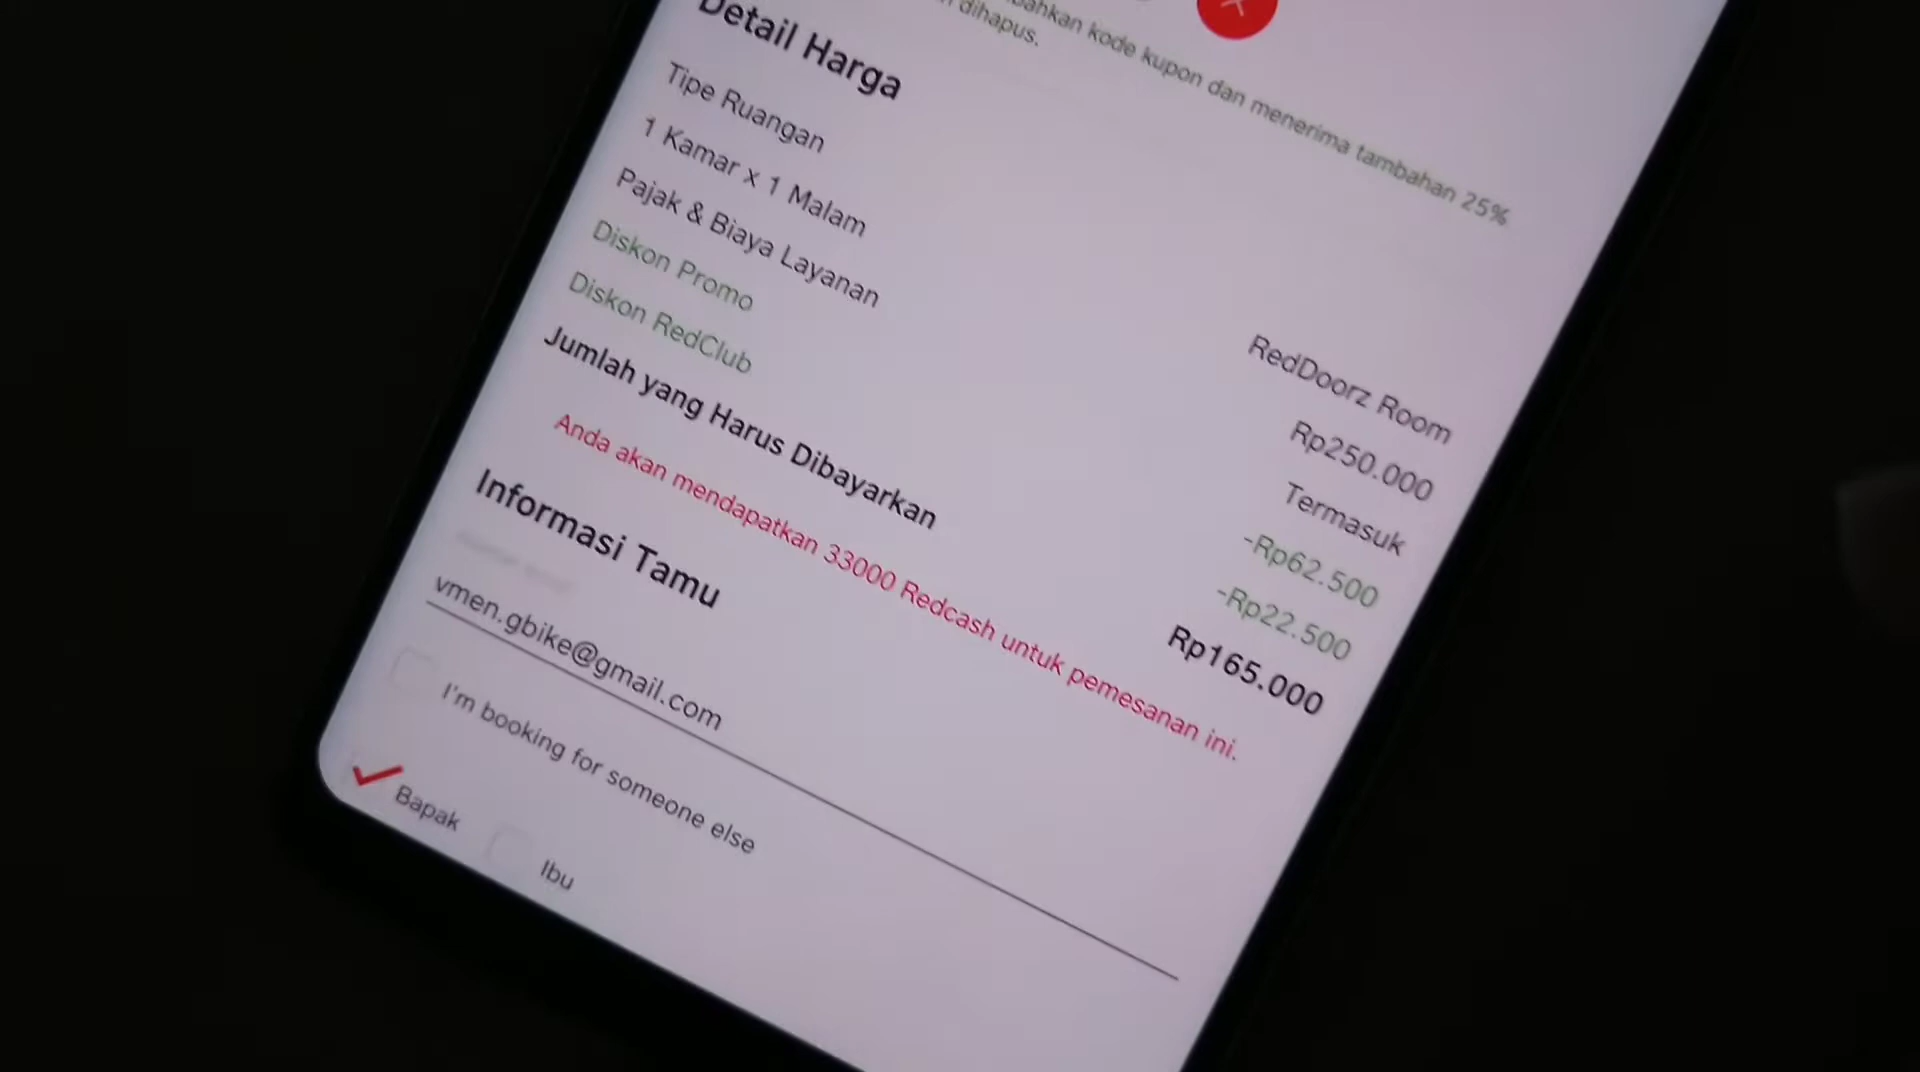 kode kupon dan menerima tambahan 25%
dihapus.
Detail Harga
Tipe Ruangan RedDoorz Room
1 Kamar x 1 Malam Rp250.000
Pajak & Biaya Layanan Termasuk
Diskon Promo -Rp62.500
Diskon RedClub -Rp22.500
Jumlah yang Harus Dibayarkan Rp165.000
Anda akan mendapatkan 33000 Redcash untuk pemesanan ini.
Informasi Tamu
vmen.gbike@gmail.com
I'm booking for someone else
Bapak Ibu